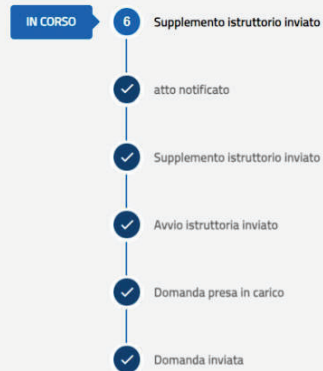 IN CORSO 6 Supplemento istruttorio inviato
atto notificato
Supplemento istruttorio inviato
Avvio istruttoria inviato
Domanda presa in carico
Domanda inviata